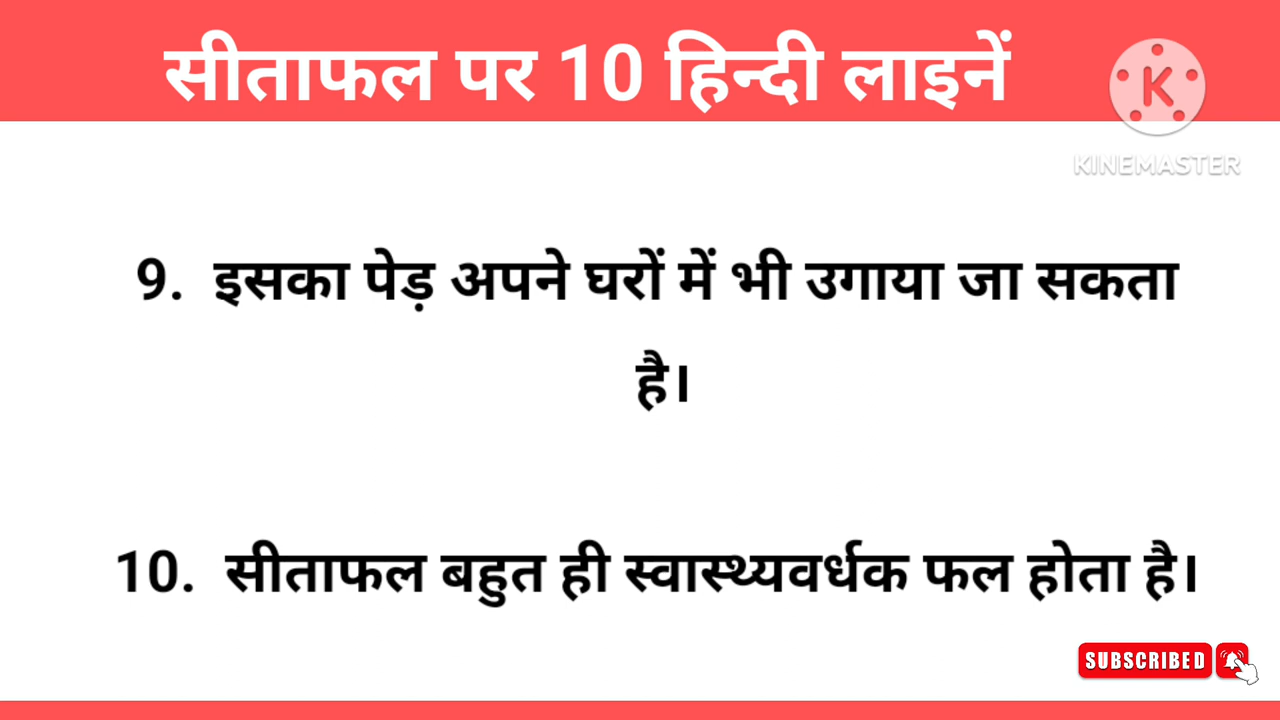 सीताफल पर 10 हिन्दी लाइनें
K
KINEMASTER
9. इसका पेड़ अपने घरों में भी उगाया जा सकता
है।
10. सीताफल बहुत ही स्वास्थ्यवर्धक फल होता है।
SUBSCRIBED